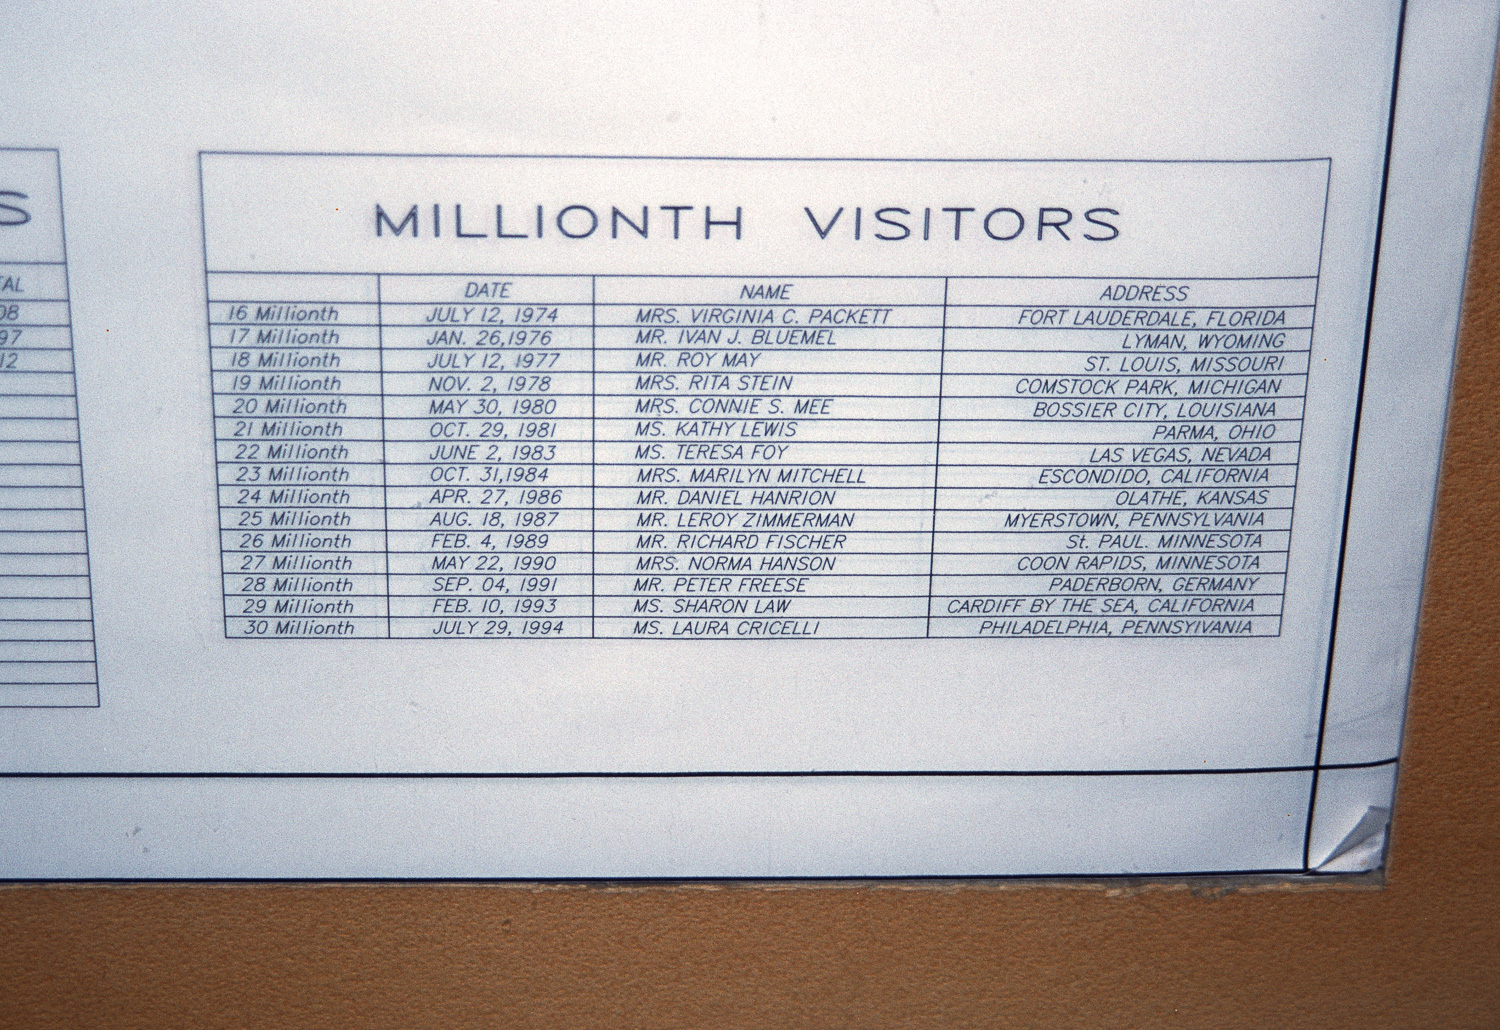 S
TAL
08
97
12
MILLIONTH VISITORS
DATE NAME ADDRESS
16 Millionth JULY 12, 1974 MRS. VIRGINIA C. PACKETT FORT LAUDERDALE, FLORIDA
17 Millionth JAN. 26,1976 MR. IVAN J. BLUEMEL LYMAN, WYOMING
18 Millionth JULY 12, 1977 MR. ROY MAY ST. LOUIS, MISSOURI
19 Millionth NOV. 2, 1978 MRS. RITA STEIN COMSTOCK PARK, MICHIGAN
20 Millionth MAY 30, 1980 MRS. CONNIE S. MEE BOSSIER CITY, LOUISIANA
21 Millionth OCT. 29, 1981 MS. KATHY LEWIS PARMA, OHIO
22 Millionth JUNE 2, 1983 MS. TERESA FOY LAS VEGAS, NEVADA
23 Millionth OCT. 31,1984 MRS. MARILYN MITCHELL ESCONDIDO, CALIFORNIA
24 Millionth APR. 27, 1986 MR. DANIEL HANRION OLATHE, KANSAS
25 Millionth AUG. 18, 1987 MR. LEROY ZIMMERMAN MYERSTOWN, PENNSYLVANIA
26 Millionth FEB. 4, 1989 MR. RICHARD FISCHER St. PAUL. MINNESOTA
27 Millionth MAY 22, 1990 MRS. NORMA HANSON COON RAPIDS, MINNESOTA
28 Millionth SEP. 04, 1991 MR. PETER FREESE PADERBORN, GERMANY
29 Millionth FEB. 10, 1993 MS. SHARON LAW CARDIFF BY THE SEA, CALIFORNIA
30 Millionth JULY 29, 1994 MS. LAURA CRICELLI PHILADELPHIA, PENNSYIVANIA